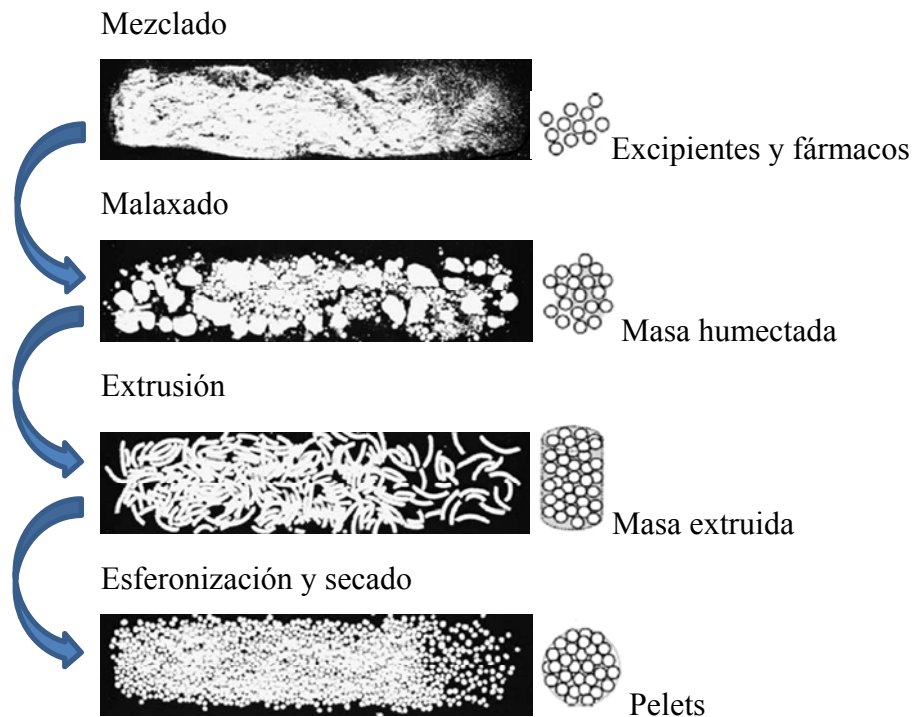 Mezclado
Excipientes y fármacos
Malaxado
Masa humectada
Extrusión
Masa extruida
Esferonización y secado
Pelets